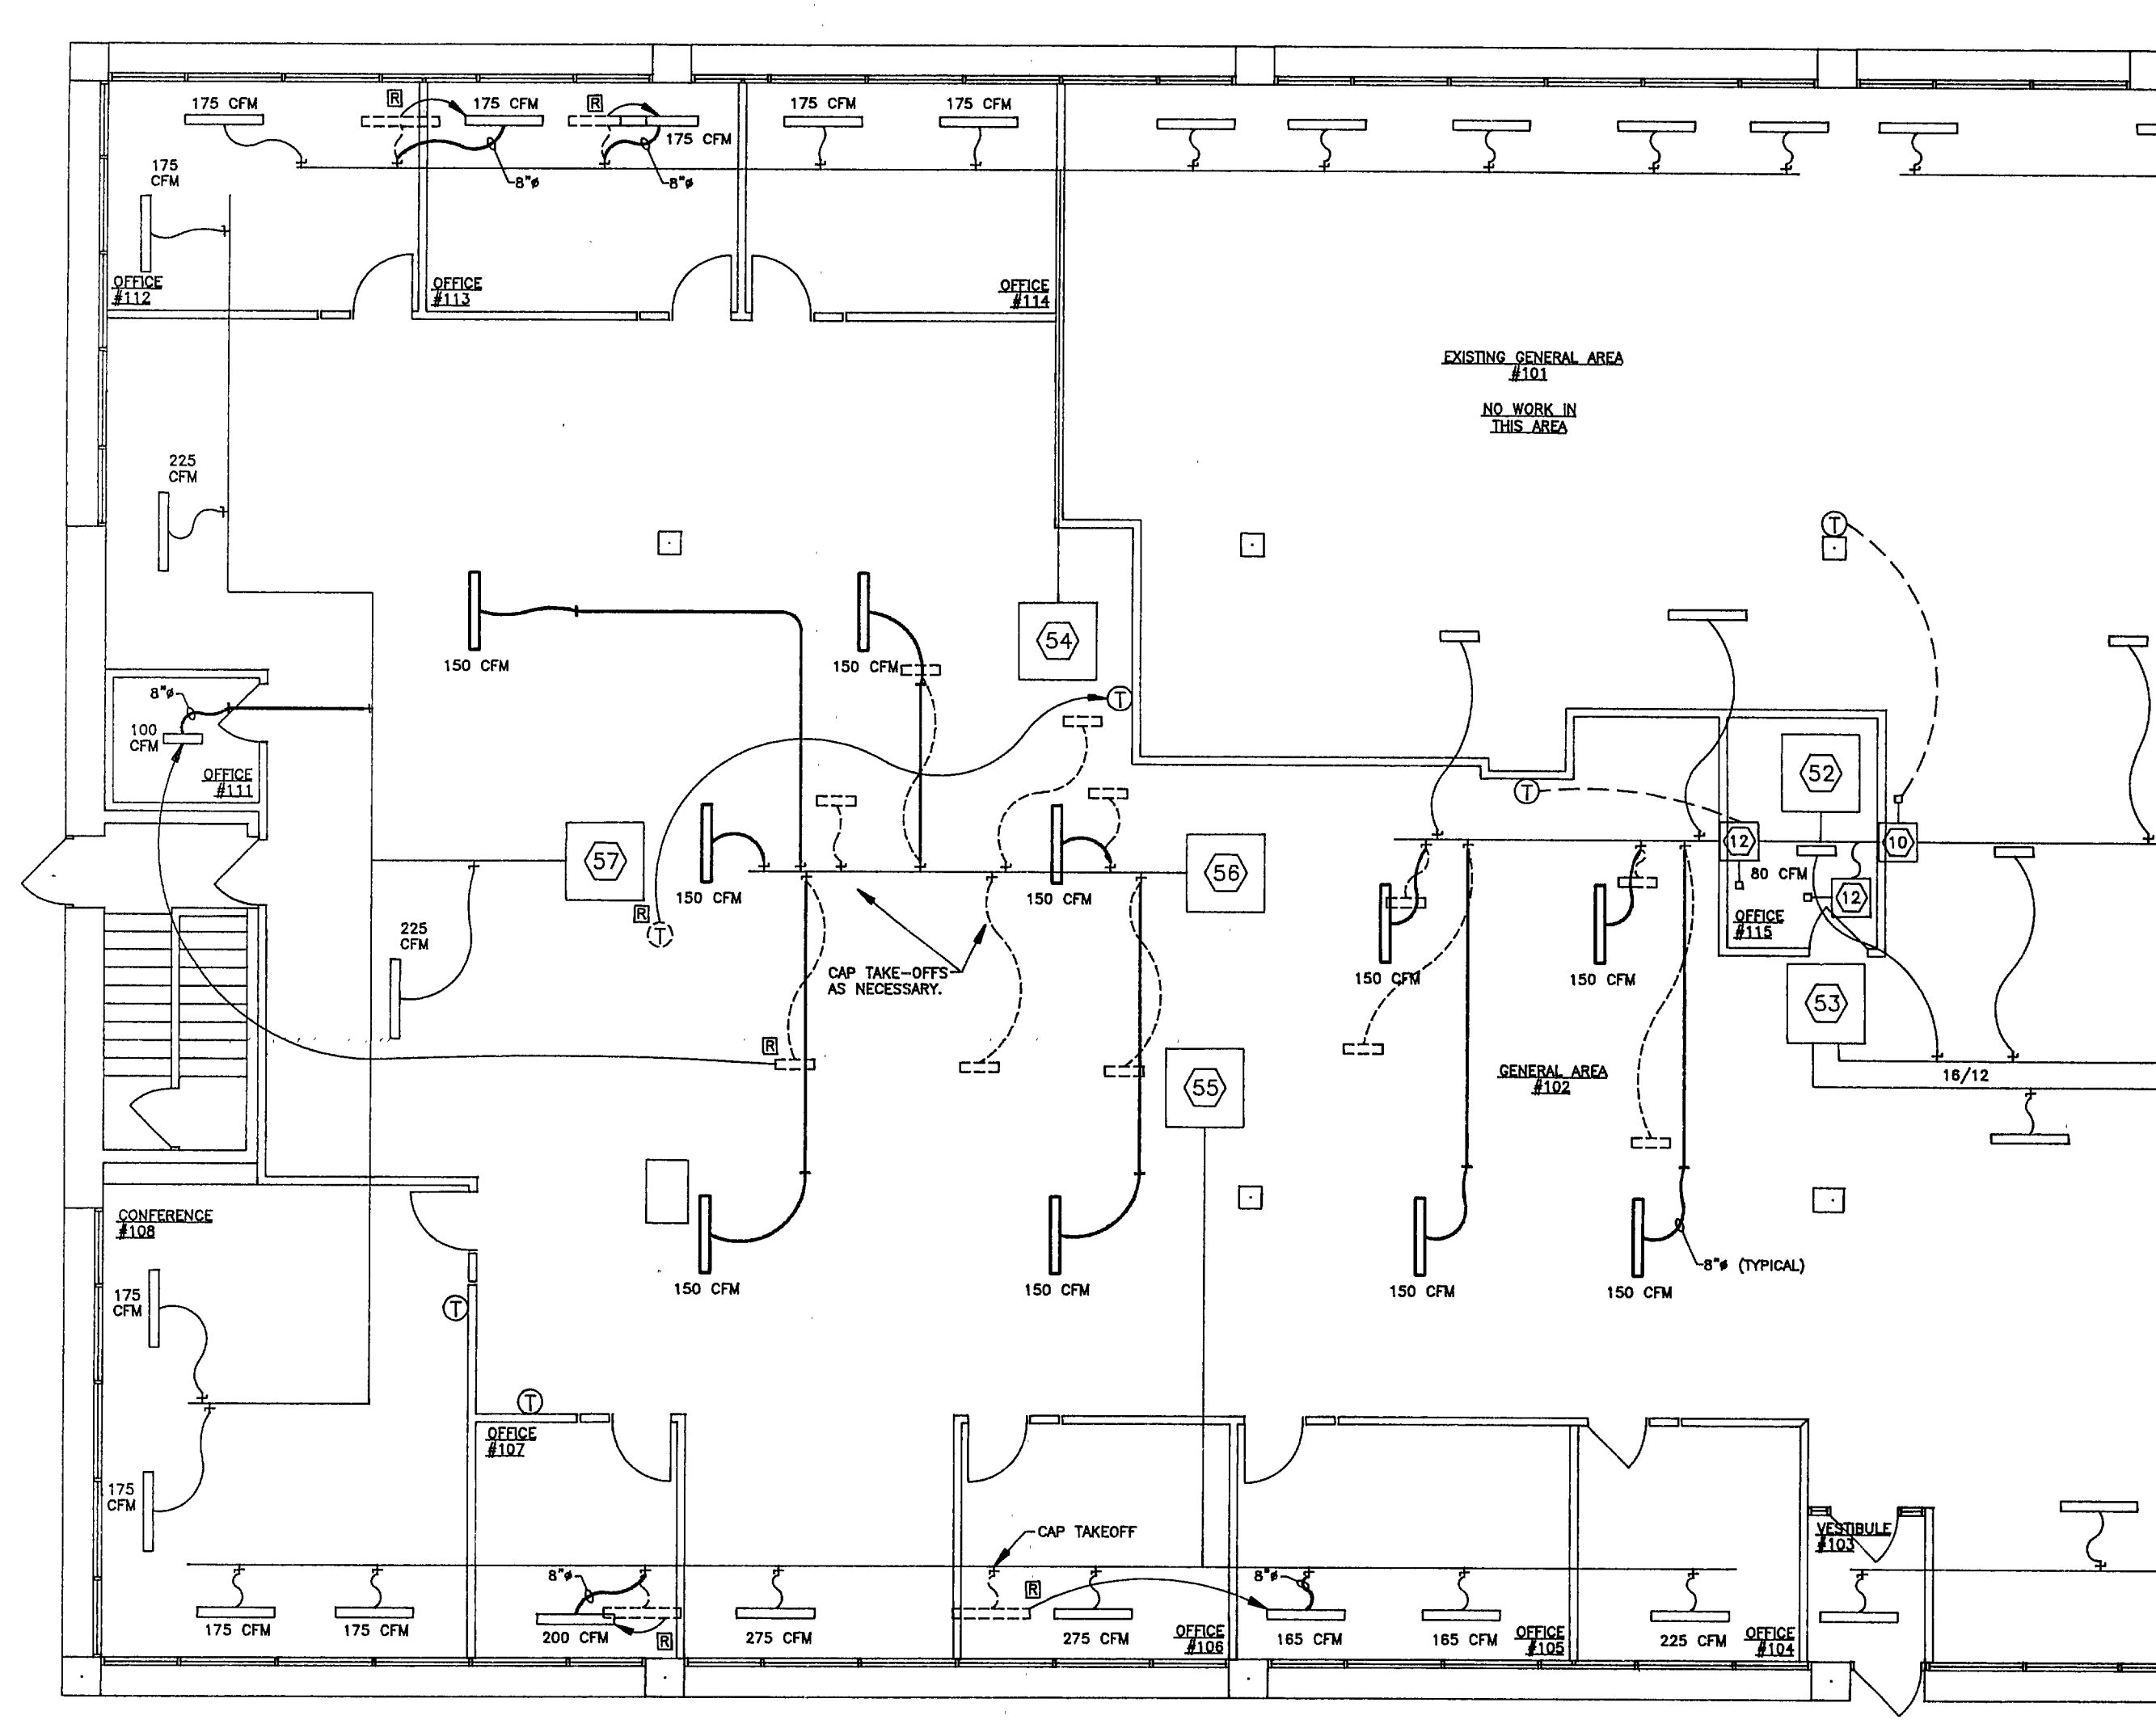 175 CFM
R
175 CFM
R
175 CFM
175 CFM
175 CFM
175
CFM
8"ø
8"ø
OFFICE
#112
OFFICE
#113
OFFICE
#114
EXISTING GENERAL AREA
#101
NO WORK IN
THIS AREA
225
CFM
T
54
150 CFM
150 CFM
T
8"ø
100
CFM
OFFICE
#111
52
T
57
56
12
10
80 CFM
150 CFM
150 CFM
12
R
T
OFFICE
#115
225
CFM
CAP TAKE-OFFS
AS NECESSARY.
150 CFM
150 CFM
53
R
55
GENERAL AREA
#102
16/12
CONFERENCE
#108
8"ø (TYPICAL)
150 CFM
150 CFM
150 CFM
150 CFM
175
CFM
T
T
OFFICE
#107
175
CFM
CAP TAKEOFF
VESTIBULE
#103
8"ø
R
8"ø
175 CFM
175 CFM
200 CFM
R
275 CFM
275 CFM
OFFICE
#106
165 CFM
165 CFM
OFFICE
#105
225 CFM
OFFICE
#104